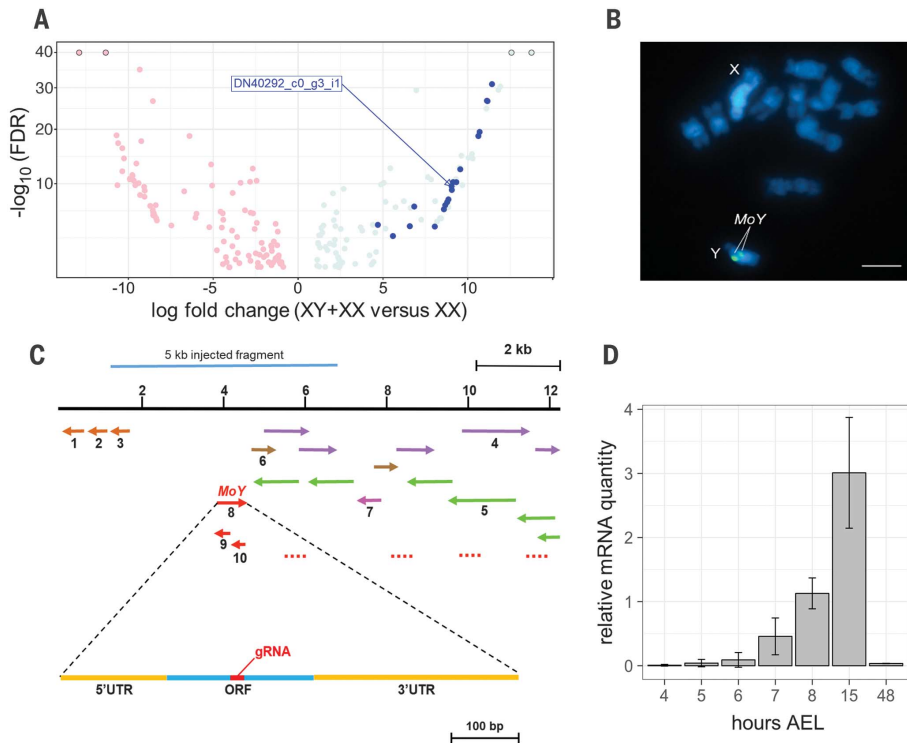 A
40
30
20
10
-log10 (FDR)
DN40292_c0_g3_i1
-10
-5
0
5
10
log fold change (XY+XX versus XX)
B
X
MoY
Y
C
5 kb injected fragment
2 kb
2
4
6
8
10
12
1
2
3
4
6
MoY
8
7
5
9
10
gRNA
5'UTR
ORF
3'UTR
100 bp
D
4
3
2
1
0
relative mRNA quantity
4
5
6
7
8
15
48
hours AEL